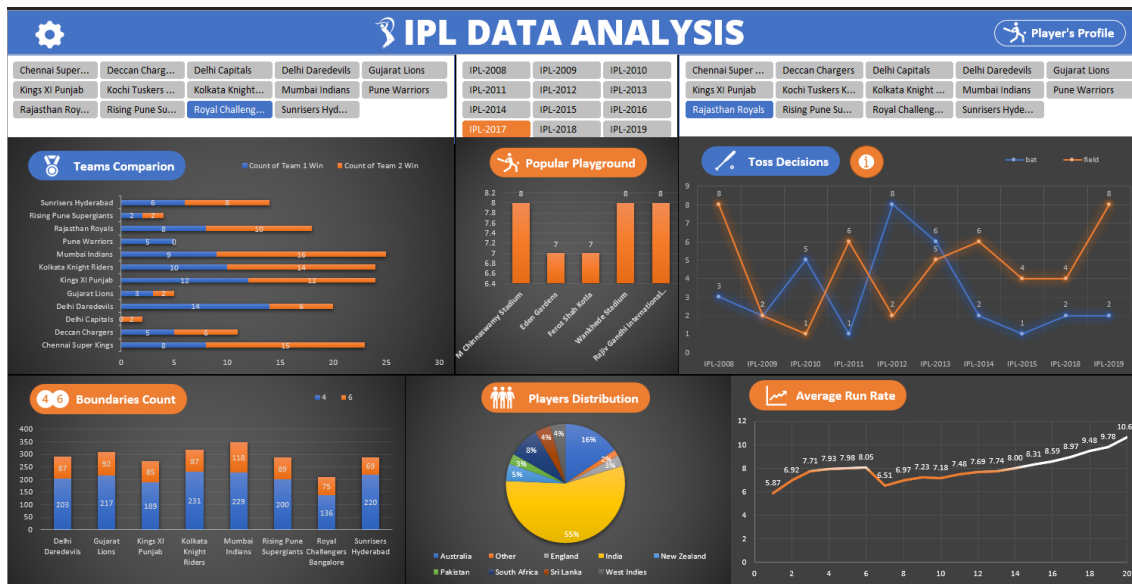 IPL DATA ANALYSIS
Player's Profile
Chennai Super... Deccan Charg... Delhi Capitals Delhi Daredevils Gujarat Lions
Kings XI Punjab Kochi Tuskers ... Kolkata Knight... Mumbai Indians Pune Warriors
Rajasthan Roy... Rising Pune Su... Royal Challeng... Sunrisers Hyd...
IPL-2008 IPL-2009 IPL-2010
IPL-2011 IPL-2012 IPL-2013
IPL-2014 IPL-2015 IPL-2016
IPL-2017 IPL-2018 IPL-2019
Chennai Super ... Deccan Chargers Delhi Capitals Delhi Daredevils Gujarat Lions
Kings XI Punjab Kochi Tuskers K... Kolkata Knight ... Mumbai Indians Pune Warriors
Rajasthan Royals Rising Pune Su... Royal Challeng... Sunrisers Hyde...
Teams Comparion
Count of Team 1 Win Count of Team 2 Win
Sunrisers Hyderabad 6 8
Rising Pune Supergiants 2 2
Rajasthan Royals 8 10
Pune Warriors 5 0
Mumbai Indians 9 16
Kolkata Knight Riders 10 14
Kings XI Punjab 12 12
Gujarat Lions 3 2
Delhi Daredevils 14 6
Delhi Capitals 0 2
Deccan Chargers 5 6
Chennai Super Kings 8 15
0 5 10 15 20 25 30
Popular Playground
8.2
8
7.8
7.6
7.4
7.2
7
6.8
6.6
6.4
8 7 7 8 8
M Chinnaswamy Stadium
Eden Gardens
Feroz Shah Kotla
Wankhede Stadium
Rajiv Gandhi International...
Toss Decisions
i
bat field
9
8
7
6
5
4
3
2
1
0
8 2 1 6 2 5 6 4 4 8
3 5 1 8 6 2 1 2 2
IPL-2008 IPL-2009 IPL-2010 IPL-2011 IPL-2012 IPL-2013 IPL-2014 IPL-2015 IPL-2018 IPL-2019
4 6 Boundaries Count
4 6
400
350
300
250
200
150
100
50
0
87 92 85 87 118 89 75 69
203 217 189 231 229 200 136 220
Delhi Daredevils
Gujarat Lions
Kings XI Punjab
Kolkata Knight Riders
Mumbai Indians
Rising Pune Supergiants
Royal Challengers Bangalore
Sunrisers Hyderabad
Players Distribution
16%
2%
3%
55%
5%
3%
8%
4%
4%
Australia Other England India New Zealand
Pakistan South Africa Sri Lanka West Indies
Average Run Rate
12
10
8
6
4
2
0
5.87 6.92 7.71 7.93 7.98 8.05 6.51 6.97 7.23 7.18 7.48 7.69 7.74 8.00 8.31 8.59 8.97 9.48 9.78 10.6
0 2 4 6 8 10 12 14 16 18 20